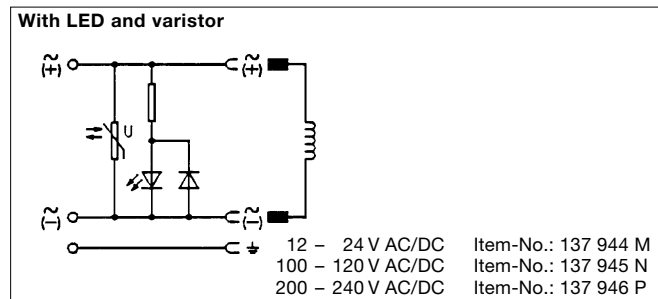 With LED and varistor
~ (+) ~ (+)
U
~ (–) ~ (–)
12 – 24 V AC/DC Item-No.: 137 944 M
100 – 120 V AC/DC Item-No.: 137 945 N
200 – 240 V AC/DC Item-No.: 137 946 P